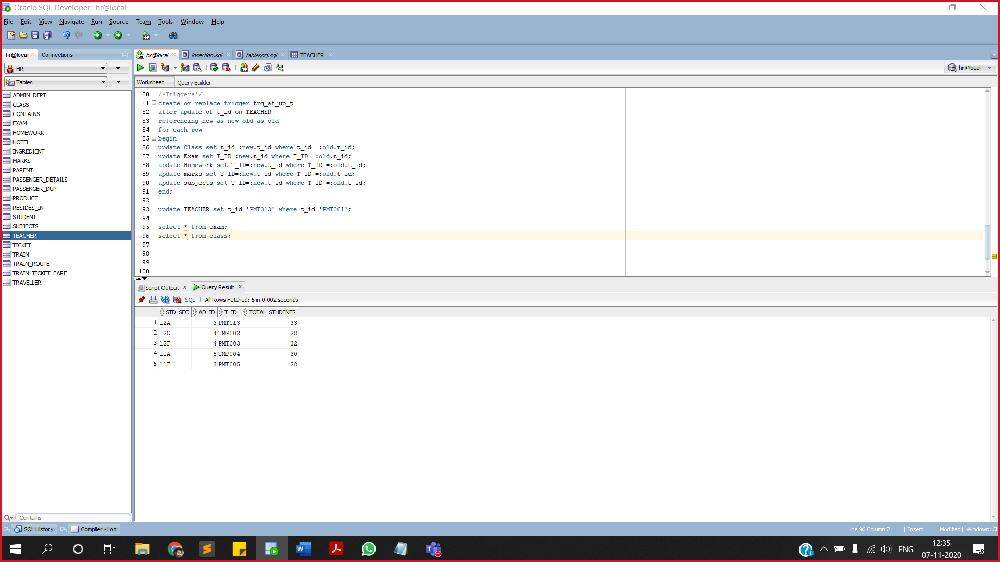 Oracle SQL Developer : hr@local
File Edit View Navigate Run Source Team Tools Window Help
hr@local Connections
HR
Tables
ADMIN_DEPT
CLASS
CONTAINS
EXAM
HOMEWORK
HOTEL
INGREDIENT
MARKS
PARENT
PASSENGER_DETAILS
PASSENGER_DUP
PRODUCT
RESIDES_IN
STUDENT
SUBJECTS
TEACHER
TICKET
TRAIN
TRAIN_ROUTE
TRAIN_TICKET_FARE
TRAVELLER
Contains
hr@local insertion.sql tablesprj.sql TEACHER
hr@local
Worksheet Query Builder
80 /*Triggers*/
81 create or replace trigger trg_af_up_t
82 after update of t_id on TEACHER
83 referencing new as new old as old
84 for each row
85 begin
86 update Class set t_id=:new.t_id where t_id =:old.t_id;
87 update Exam set T_ID=:new.t_id where T_ID =:old.t_id;
88 update Homework set T_ID=:new.t_id where T_ID =:old.t_id;
89 update marks set T_ID=:new.t_id where T_ID =:old.t_id;
90 update subjects set T_ID=:new.t_id where T_ID =:old.t_id;
91 end;
92
93 update TEACHER set t_id='PMT013' where t_id='PMT001';
94
95 select * from exam;
96 select * from class;
97
98
99
100
Script Output x Query Result x
SQL | All Rows Fetched: 5 in 0.002 seconds
STD_SEC AD_ID T_ID TOTAL_STUDENTS
1 12A 3 PMT013 33
2 12C 4 TMP002 28
3 12F 4 PMT003 32
4 11A 5 TMP004 30
5 11F 3 PMT005 28
SQL History Compiler - Log
| Line 96 Column 21 | Insert | Modified | Windows: C
ENG
12:35
07-11-2020